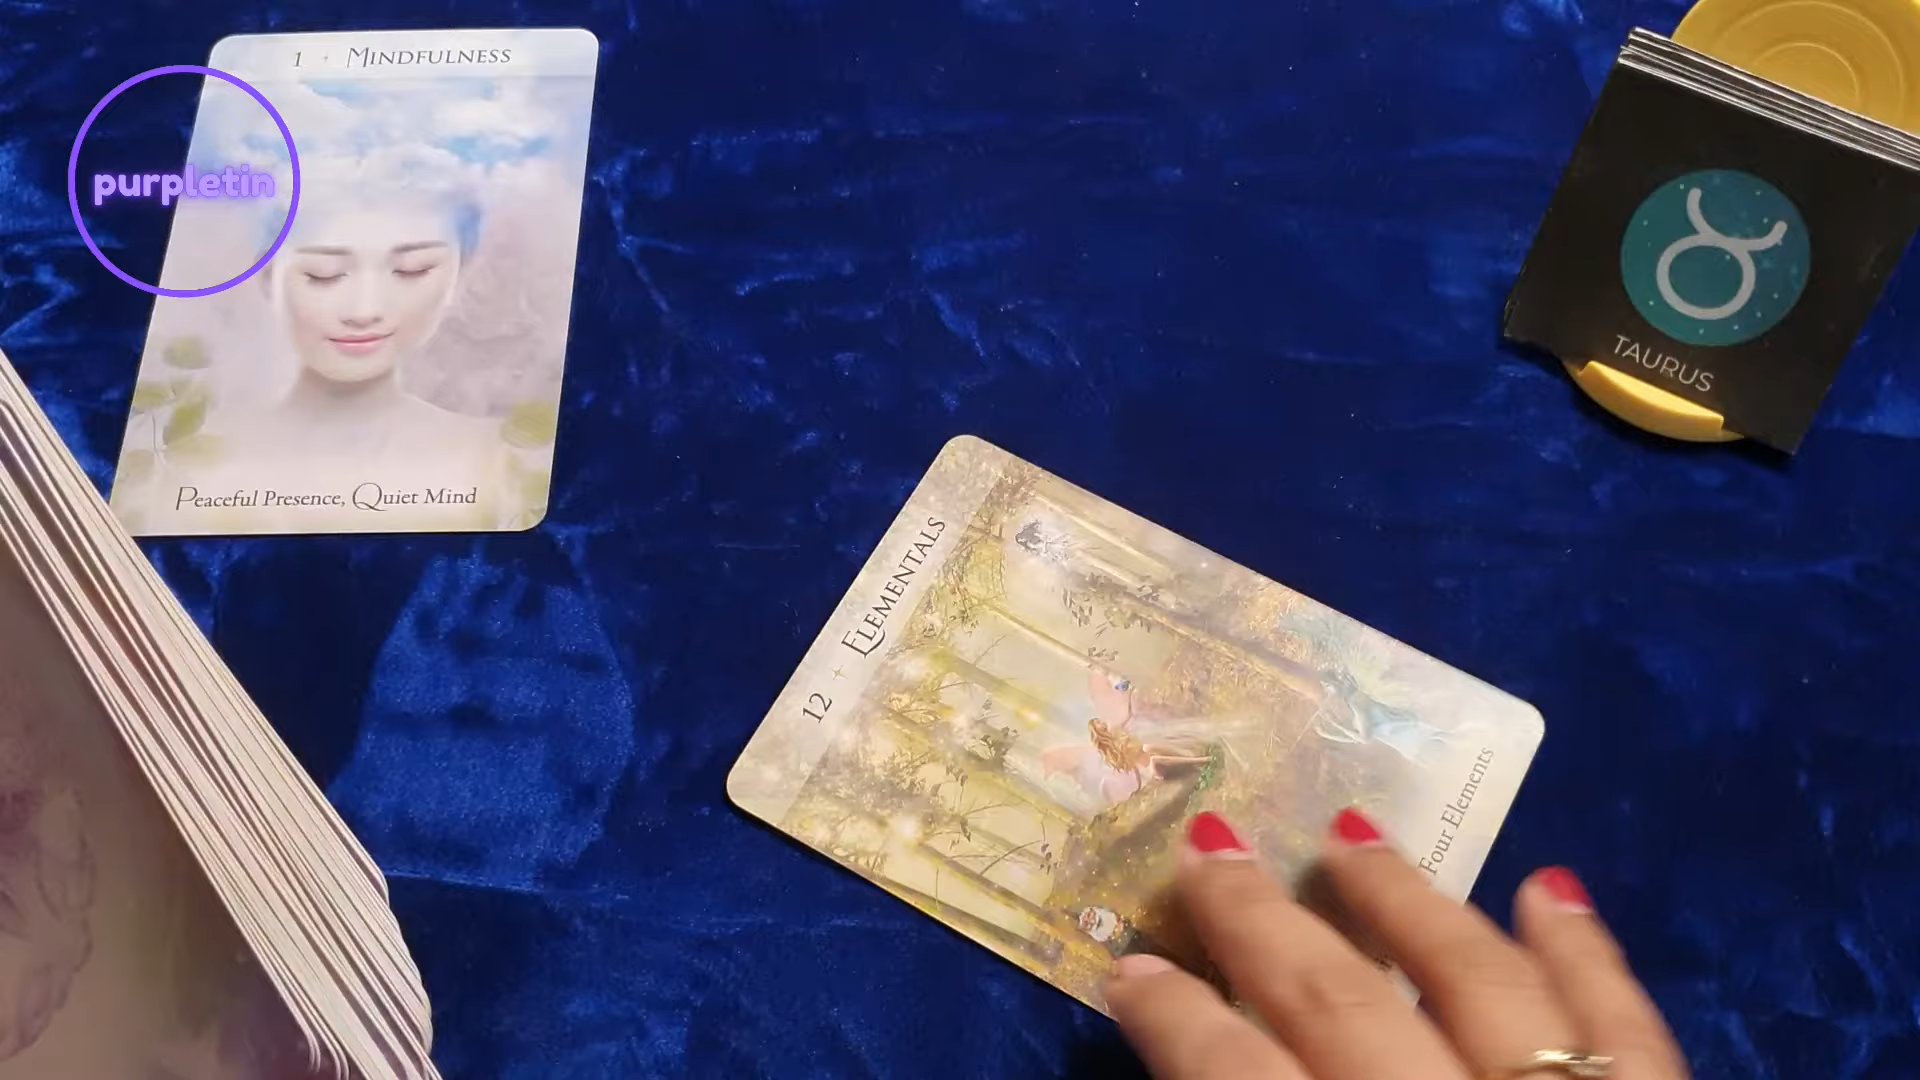 1 + MINDFULNESS
purpletin
Peaceful Presence, Quiet Mind
TAURUS
12 + ELEMENTALS
Four Elements